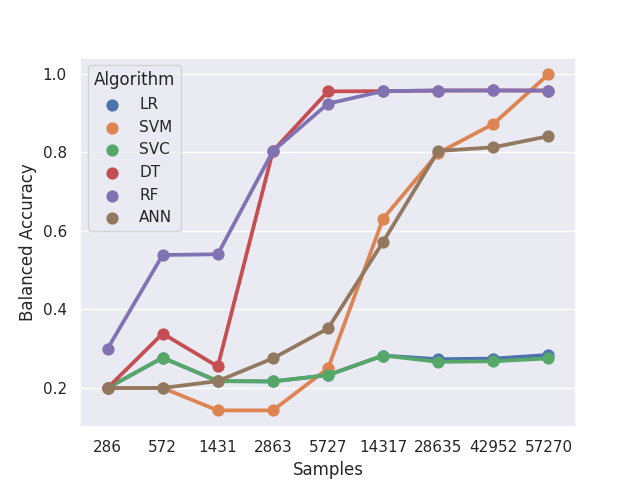 Algorithm
LR
SVM
SVC
DT
RF
ANN
1.0
0.8
0.6
0.4
0.2
Balanced Accuracy
286 572 1431 2863 5727 14317 28635 42952 57270
Samples